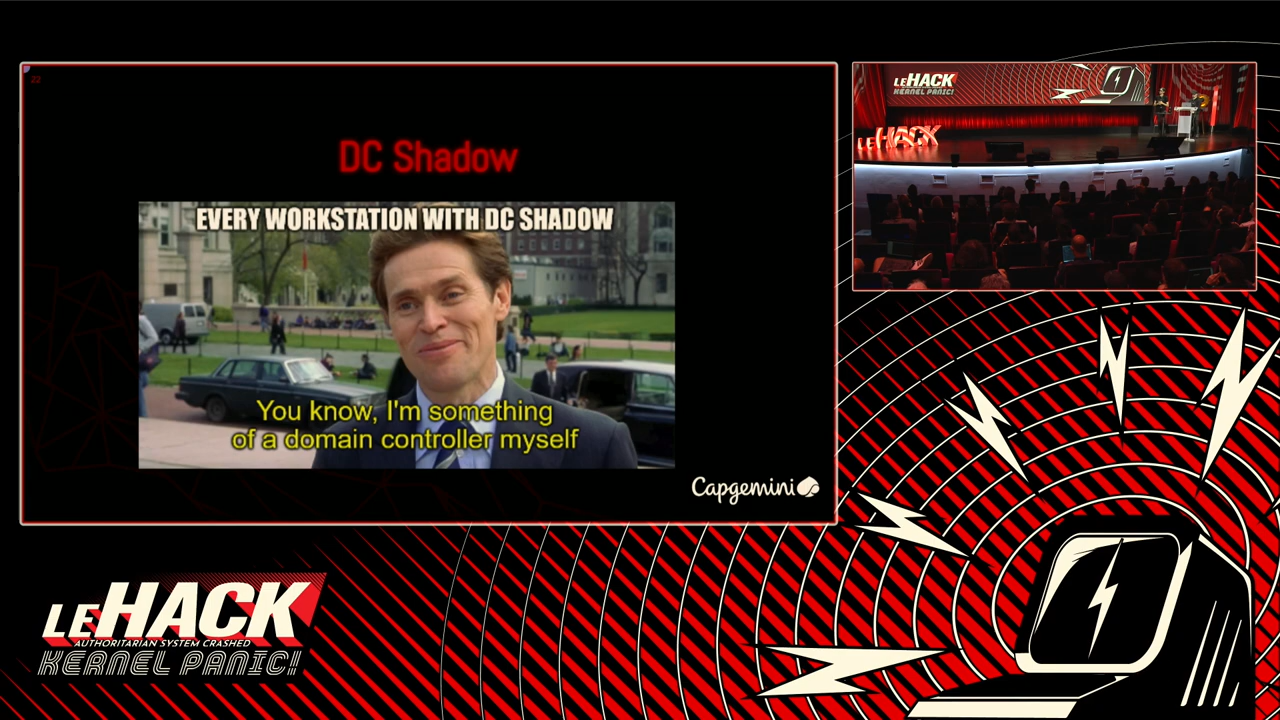 22
DC Shadow
EVERY WORKSTATION WITH DC SHADOW
You know, I'm something
of a domain controller myself
Capgemini
LEHACK
KERNEL PANIC!
LEHACK
LEHACK
AUTHORITARIAN SYSTEM CRASHED
KERNEL PANIC!